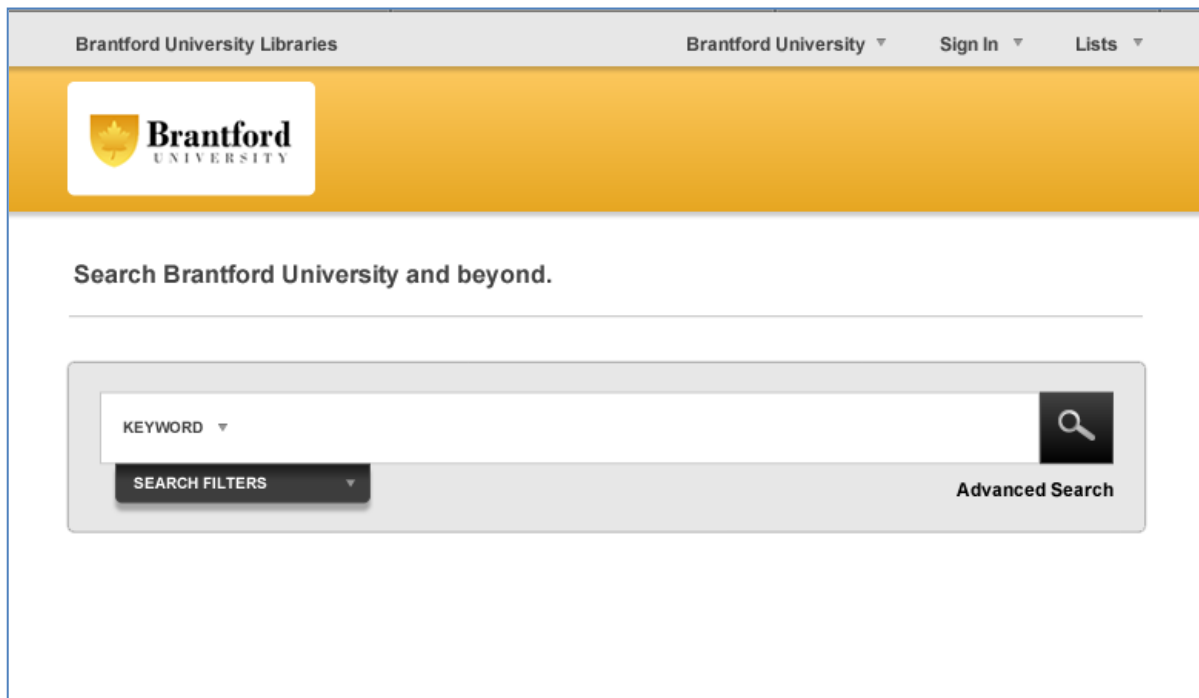 Brantford University Libraries Brantford University Sign In Lists
Brantford
UNIVERSITY
Search Brantford University and beyond.
KEYWORD
SEARCH FILTERS
Advanced Search